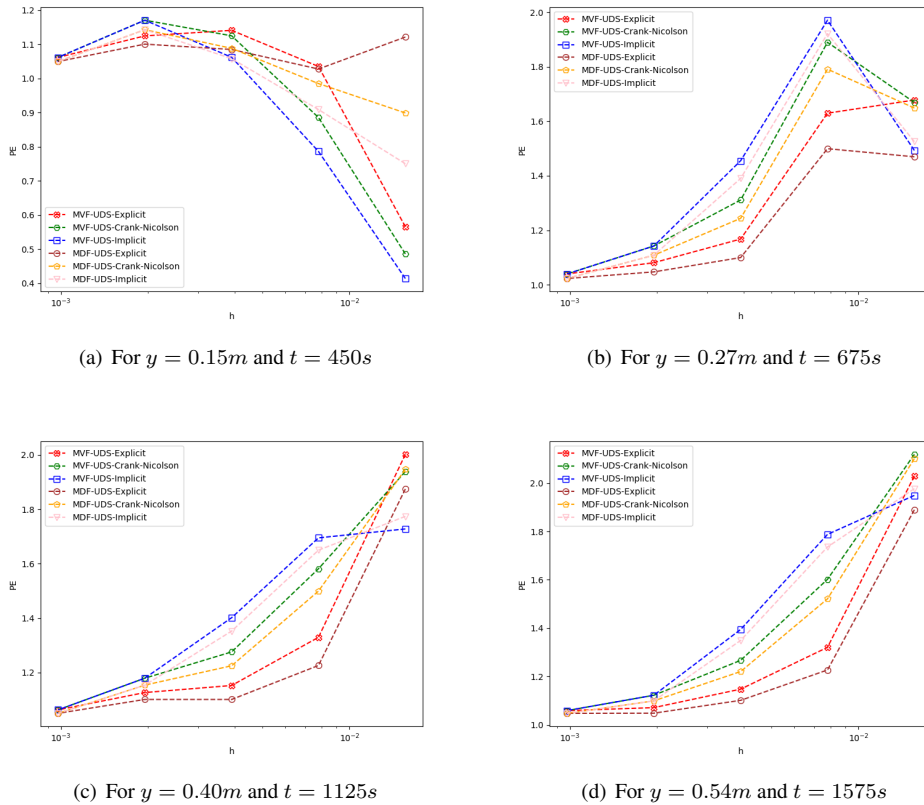 1.2
1.1
1.0
0.9
0.8
0.7
0.6
0.5
0.4
PE
MVF-UDS-Explicit
MVF-UDS-Crank-Nicolson
MVF-UDS-Implicit
MDF-UDS-Explicit
MDF-UDS-Crank-Nicolson
MDF-UDS-Implicit
10⁻³
10⁻²
h
(a) For y = 0.15m and t = 450s
2.0
1.8
1.6
1.4
1.2
1.0
PE
MVF-UDS-Explicit
MVF-UDS-Crank-Nicolson
MVF-UDS-Implicit
MDF-UDS-Explicit
MDF-UDS-Crank-Nicolson
MDF-UDS-Implicit
10⁻³
10⁻²
h
(b) For y = 0.27m and t = 675s
2.0
1.8
1.6
1.4
1.2
PE
MVF-UDS-Explicit
MVF-UDS-Crank-Nicolson
MVF-UDS-Implicit
MDF-UDS-Explicit
MDF-UDS-Crank-Nicolson
MDF-UDS-Implicit
10⁻³
10⁻²
h
(c) For y = 0.40m and t = 1125s
2.0
1.8
1.6
1.4
1.2
1.0
PE
MVF-UDS-Explicit
MVF-UDS-Crank-Nicolson
MVF-UDS-Implicit
MDF-UDS-Explicit
MDF-UDS-Crank-Nicolson
MDF-UDS-Implicit
10⁻³
10⁻²
h
(d) For y = 0.54m and t = 1575s